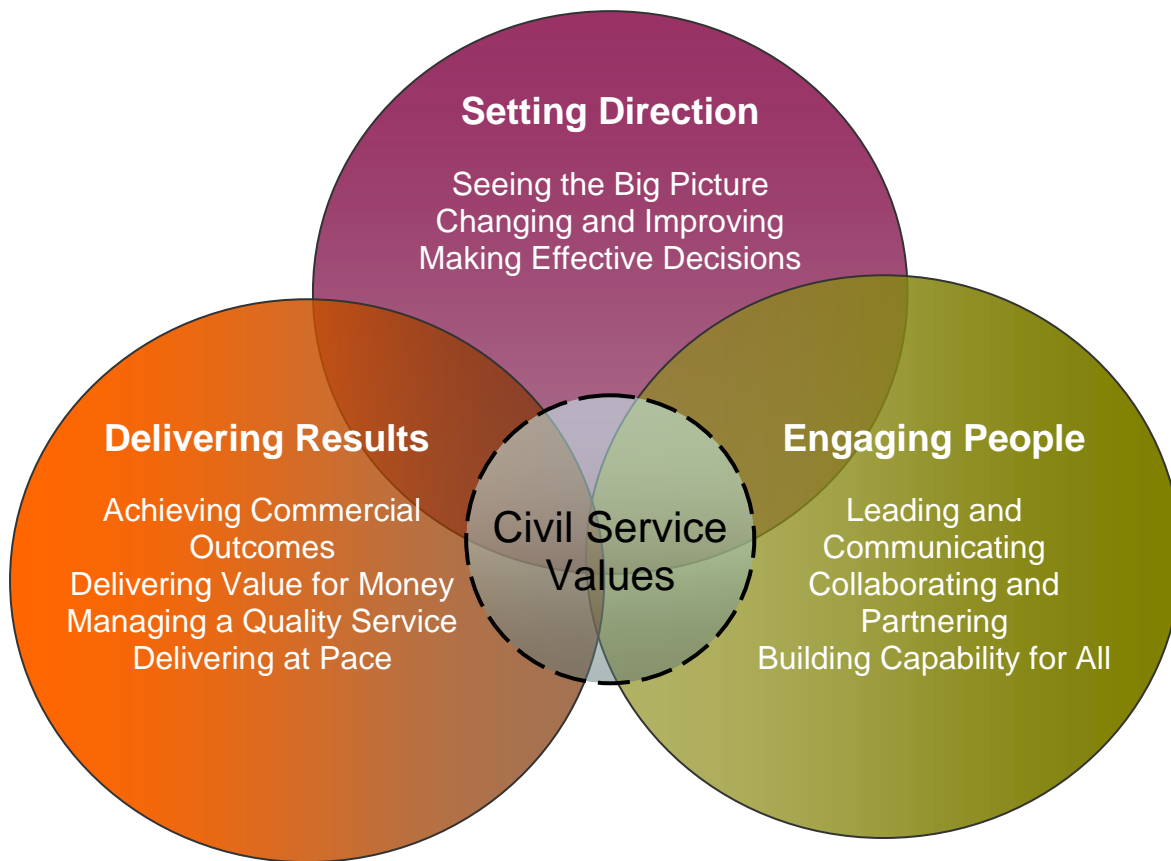 Setting Direction
Seeing the Big Picture
Changing and Improving
Making Effective Decisions
Delivering Results
Achieving Commercial
Outcomes
Delivering Value for Money
Managing a Quality Service
Delivering at Pace
Civil Service
Values
Engaging People
Leading and
Communicating
Collaborating and
Partnering
Building Capability for All